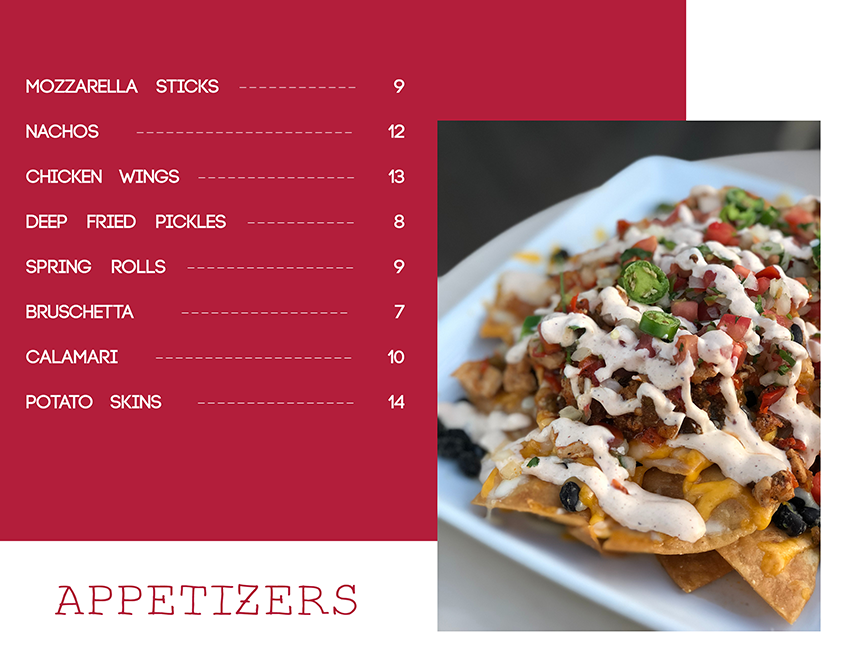 MOZZARELLA STICKS ------------ 9
NACHOS ---------------------- 12
CHICKEN WINGS ---------------- 13
DEEP FRIED PICKLES ----------- 8
SPRING ROLLS ----------------- 9
BRUSCHETTA ----------------- 7
CALAMARI -------------------- 10
POTATO SKINS ---------------- 14
APPETIZERS